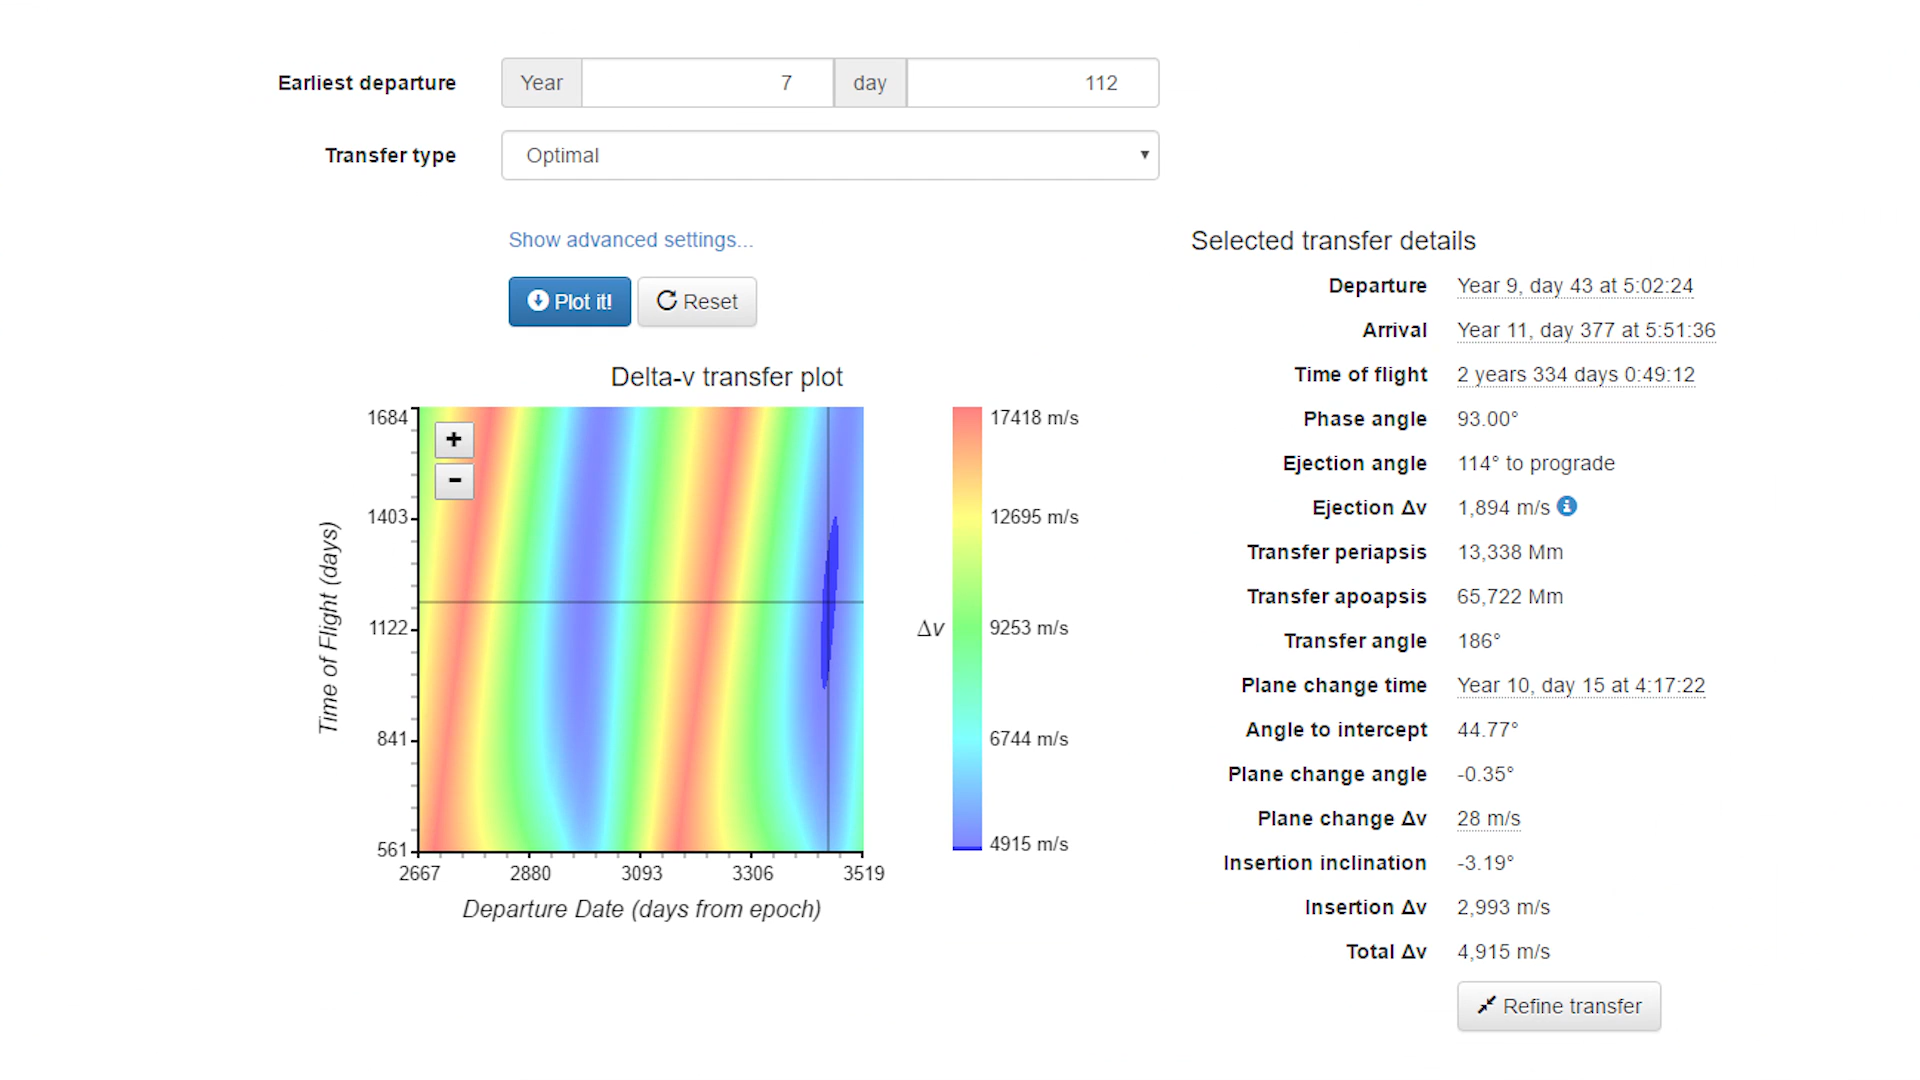 Earliest departure Year 7 day 112
Transfer type Optimal
Show advanced settings...
Plot it! Reset
Delta-v transfer plot
+
-
Time of Flight (days)
1684
1403
1122
841
561
2667 2880 3093 3306 3519
Departure Date (days from epoch)
Δv
17418 m/s
12695 m/s
9253 m/s
6744 m/s
4915 m/s
Selected transfer details
Departure Year 9, day 43 at 5:02:24
Arrival Year 11, day 377 at 5:51:36
Time of flight 2 years 334 days 0:49:12
Phase angle 93.00°
Ejection angle 114° to prograde
Ejection Δv 1,894 m/s i
Transfer periapsis 13,338 Mm
Transfer apoapsis 65,722 Mm
Transfer angle 186°
Plane change time Year 10, day 15 at 4:17:22
Angle to intercept 44.77°
Plane change angle -0.35°
Plane change Δv 28 m/s
Insertion inclination -3.19°
Insertion Δv 2,993 m/s
Total Δv 4,915 m/s
Refine transfer